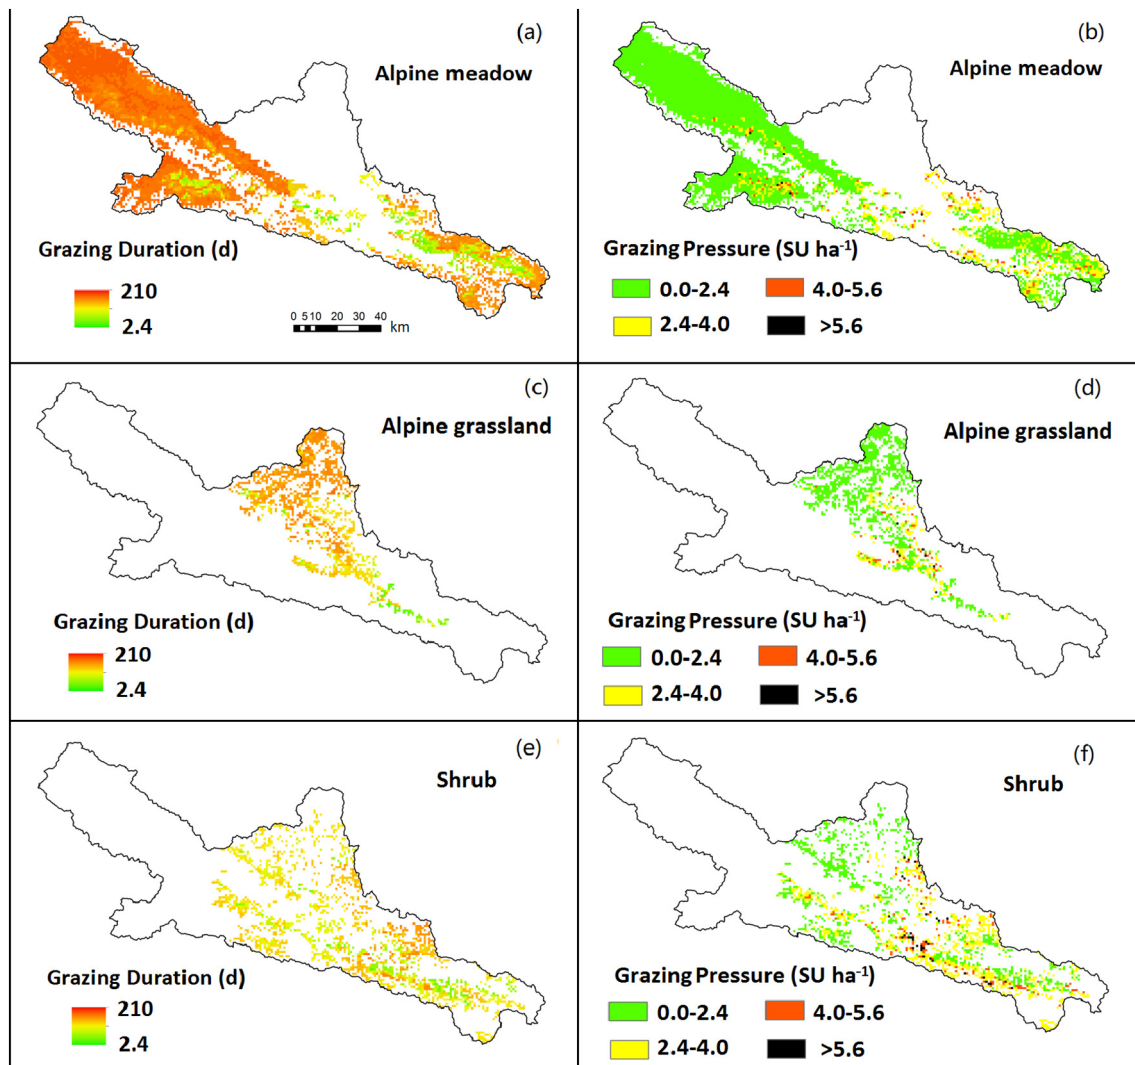 (a)
Alpine meadow
Grazing Duration (d)
210
2.4
0 5 10 20 30 40
km
(b)
Alpine meadow
Grazing Pressure (SU ha⁻¹)
0.0-2.4 4.0-5.6
2.4-4.0 >5.6
(c)
Alpine grassland
Grazing Duration (d)
210
2.4
(d)
Alpine grassland
Grazing Pressure (SU ha⁻¹)
0.0-2.4 4.0-5.6
2.4-4.0 >5.6
(e)
Shrub
Grazing Duration (d)
210
2.4
(f)
Shrub
Grazing Pressure (SU ha⁻¹)
0.0-2.4 4.0-5.6
2.4-4.0 >5.6